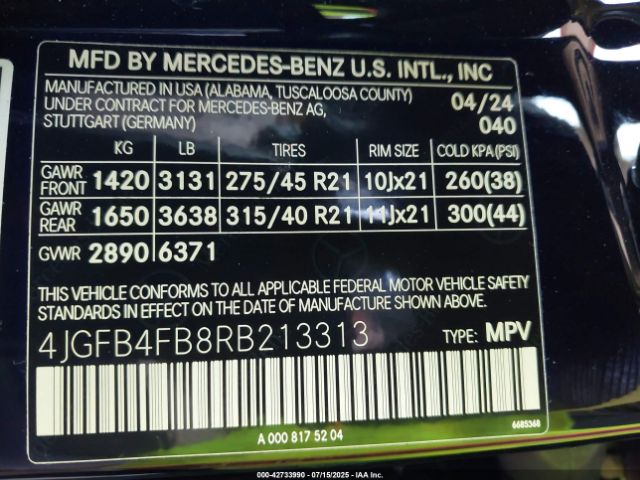 MFD BY MERCEDES-BENZ U.S. INTL., INC
MANUFACTURED IN USA (ALABAMA, TUSCALOOSA COUNTY) 04/24
UNDER CONTRACT FOR MERCEDES-BENZ AG,
STUTTGART (GERMANY) 040
KG LB TIRES RIM SIZE COLD KPA (PSI)
GAWR FRONT 1420 3131 275/45 R21 10Jx21 260(38)
GAWR REAR 1650 3638 315/40 R21 11Jx21 300(44)
GVWR 2890 6371
THIS VEHICLE CONFORMS TO ALL APPLICABLE FEDERAL MOTOR VEHICLE SAFETY
STANDARDS IN EFFECT ON THE DATE OF MANUFACTURE SHOWN ABOVE.
4JGFB4FB8RB213313 TYPE: MPV
A 000 817 52 04
6685368
000-42733990 - 07/15/2025 - IAA Inc.